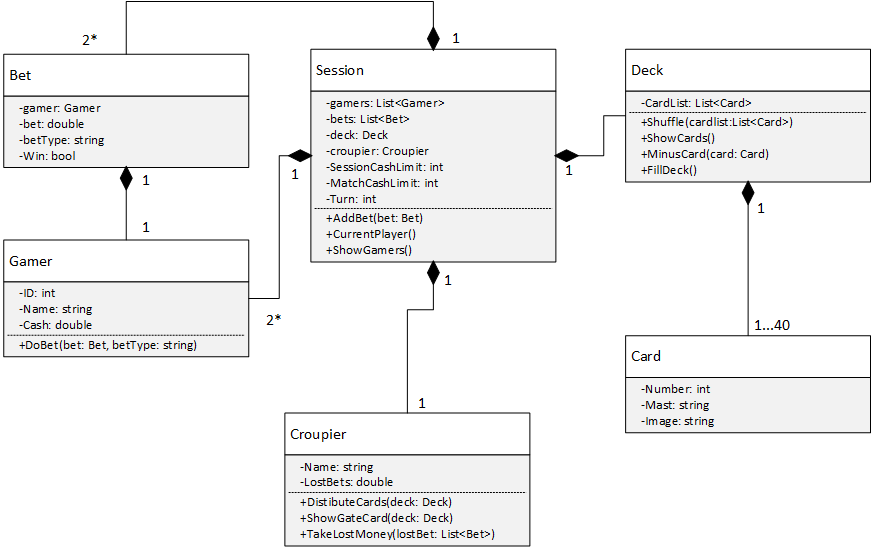 2*
1
Bet
-gamer: Gamer
-bet: double
-betType: string
-Win: bool
1
1
Gamer
-ID: int
-Name: string
-Cash: double
+DoBet(bet: Bet, betType: string)
Session
-gamers: List<Gamer>
-bets: List<Bet>
-deck: Deck
-croupier: Croupier
-SessionCashLimit: int
-MatchCashLimit: int
-Turn: int
+AddBet(bet: Bet)
+CurrentPlayer()
+ShowGamers()
1
2*
1
1
1
Croupier
-Name: string
-LostBets: double
+DistibuteCards(deck: Deck)
+ShowGateCard(deck: Deck)
+TakeLostMoney(lostBet: List<Bet>)
Deck
-CardList: List<Card>
+Shuffle(cardlist:List<Card>)
+ShowCards()
+MinusCard(card: Card)
+FillDeck()
1
1...40
Card
-Number: int
-Mast: string
-Image: string